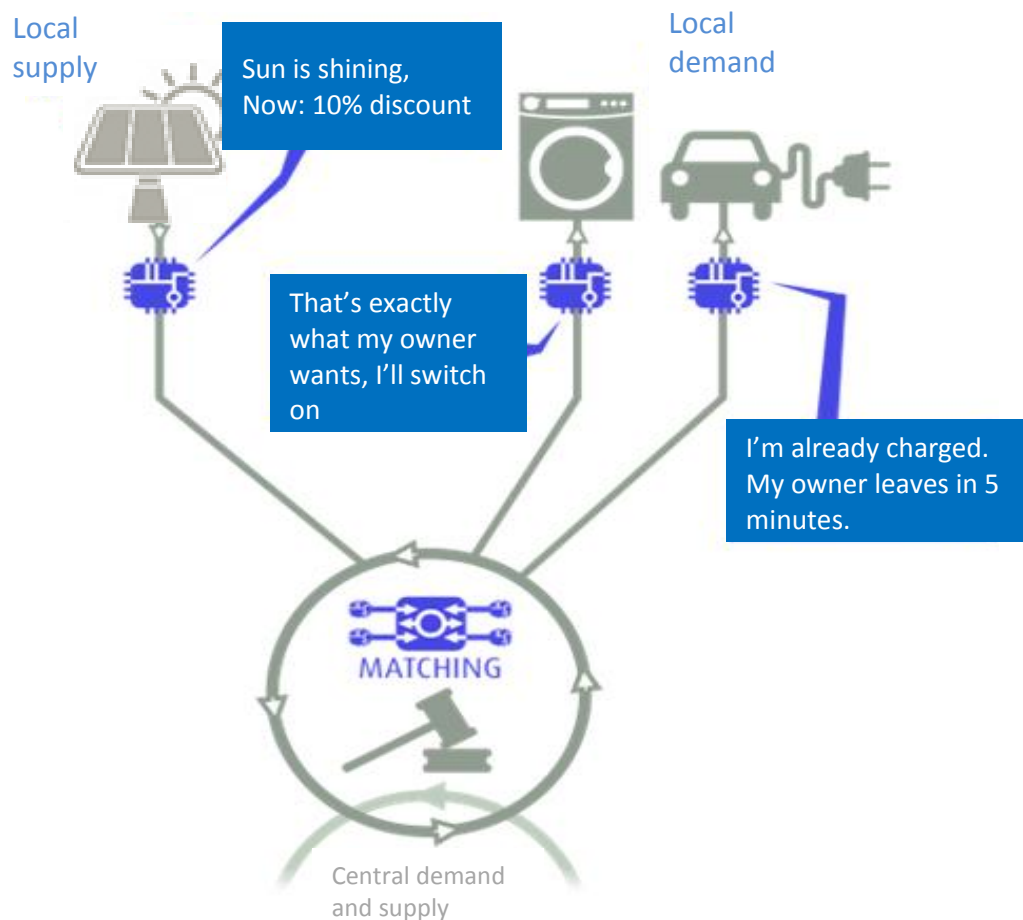 Local
supply
Sun is shining,
Now: 10% discount
Local
demand
That’s exactly
what my owner
wants, I’ll switch
on
I’m already charged.
My owner leaves in 5
minutes.
MATCHING
Central demand
and supply